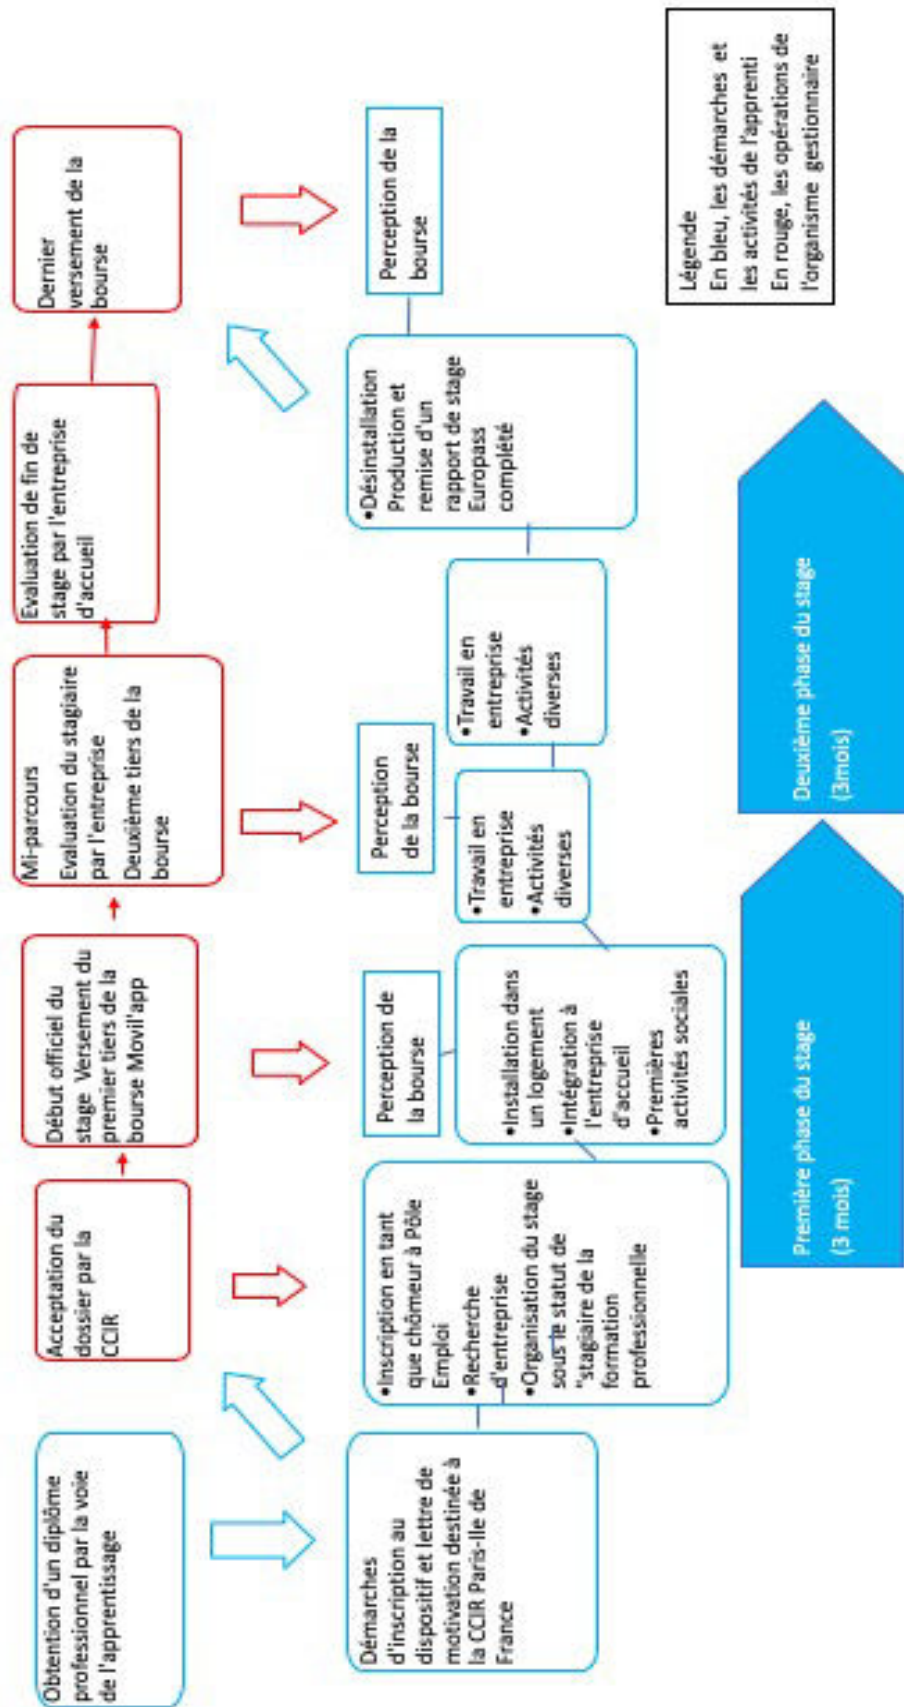 Obtention d'un diplôme
professionnel par la voie
de l'apprentissage
Acceptation du
dossier par la
CCIR
Début officiel du
stage Versement du
premier tiers de la
bourse Movil'app
Mi-parcours
Evaluation du stagiaire
par l'entreprise
Deuxième tiers de la
bourse
Evaluation de fin de
stage par l'entreprise
d'accueil
Dernier
versement de la
bourse
Démarches
d'inscription au
dispositif et lettre de
motivation destinée à
la CCIR Paris-Ile de
France
•Inscription en tant
que chômeur à Pôle
Emploi
•Recherche
d'entreprise
•Organisation du stage
sous le statut de
"stagiaire de la
formation
professionnelle
Perception de
la bourse
•Installation dans
un logement
•Intégration à
l'entreprise
d'accueil
•Premières
activités sociales
Perception
de la bourse
•Travail en
entreprise
•Activités
diverses
•Travail en
entreprise
•Activités
diverses
•Désinstallation
Production et
remise d'un
rapport de stage
Europass
complété
Perception de la
bourse
Première phase du stage
(3 mois)
Deuxième phase du stage
(3mois)
Légende
En bleu, les démarches et
les activités de l'apprenti
En rouge, les opérations de
l'organisme gestionnaire